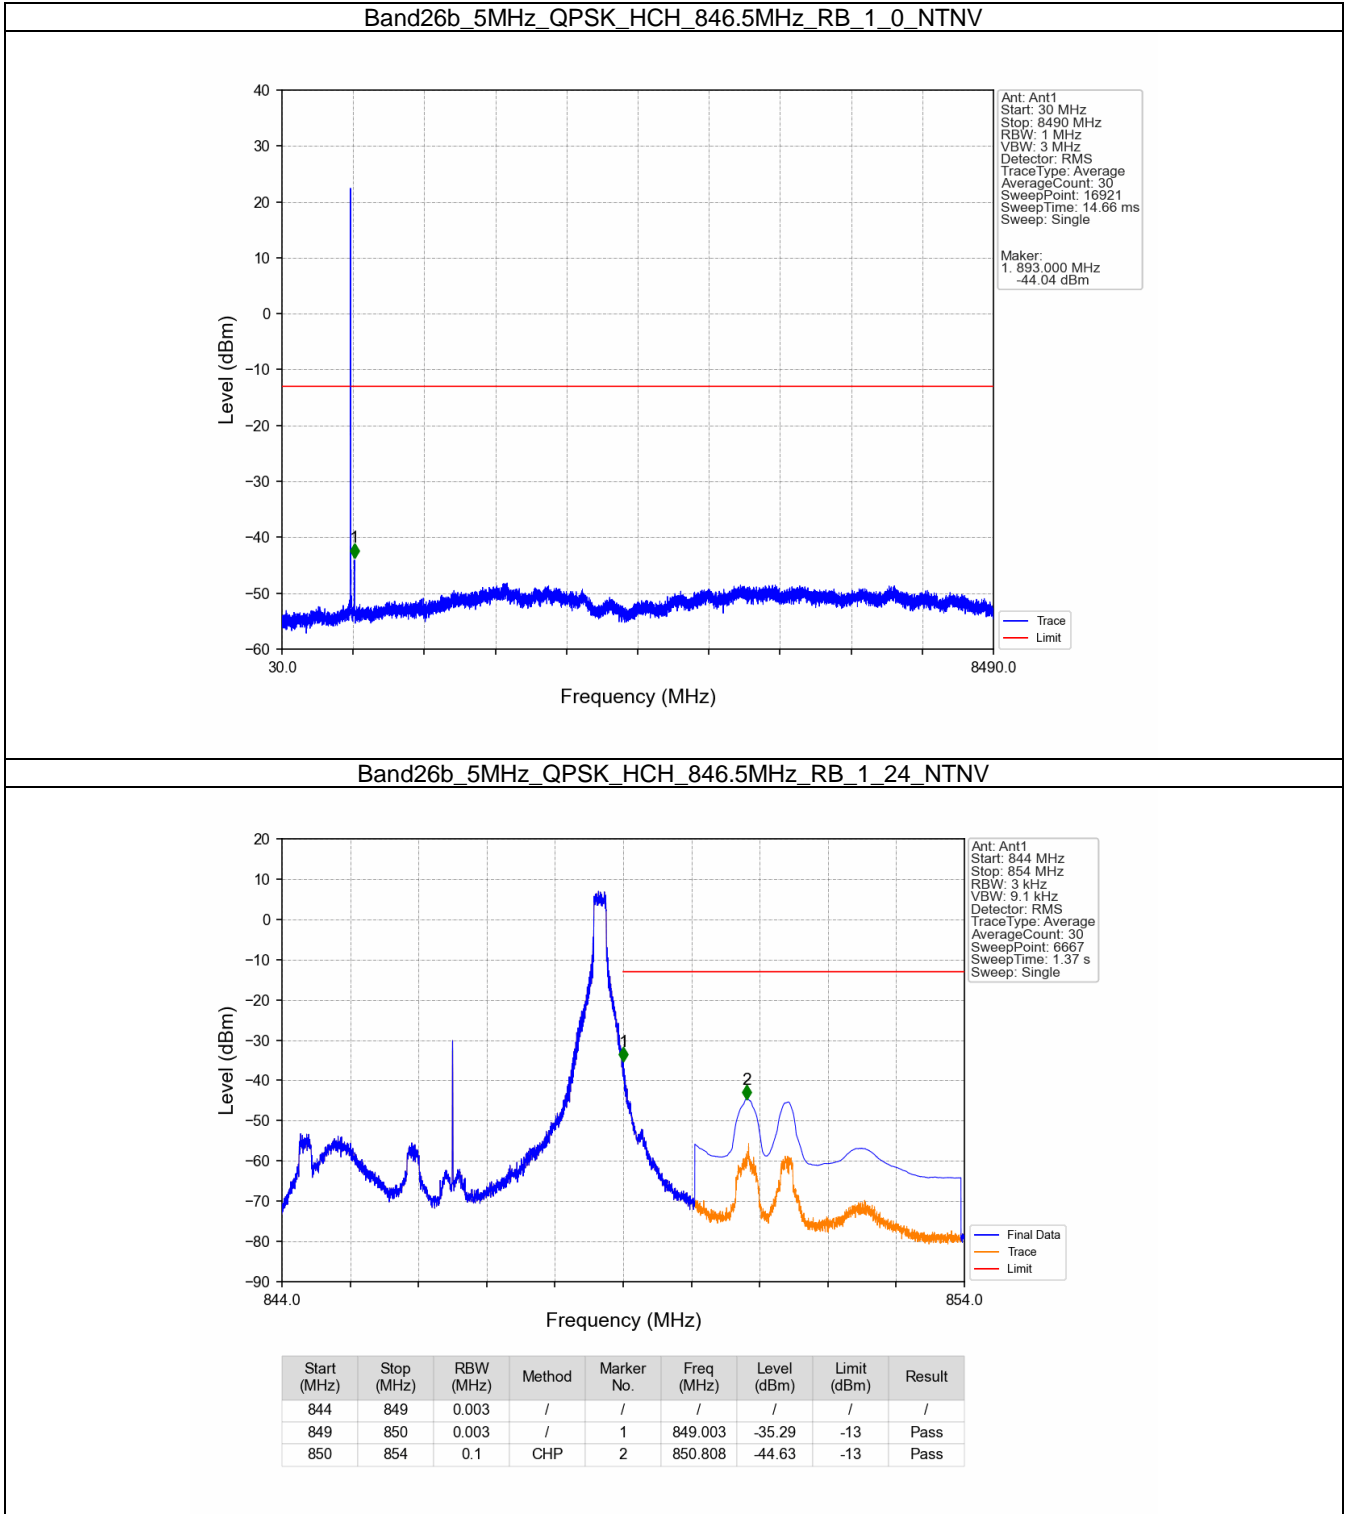 Band26b_5MHz_QPSK_HCH_846.5MHz_RB_1_0_NTNV
40
30
20
10
0
−10
−20
−30
−40
−50
−60
Level (dBm)
1
30.0
8490.0
Frequency (MHz)
Ant: Ant1
Start: 30 MHz
Stop: 8490 MHz
RBW: 1 MHz
VBW: 3 MHz
Detector: RMS
TraceType: Average
AverageCount: 30
SweepPoint: 16921
SweepTime: 14.66 ms
Sweep: Single
Maker:
1. 893.000 MHz
-44.04 dBm
Trace
Limit
Band26b_5MHz_QPSK_HCH_846.5MHz_RB_1_24_NTNV
20
10
0
−10
−20
−30
−40
−50
−60
−70
−80
−90
Level (dBm)
1
2
844.0
854.0
Frequency (MHz)
Ant: Ant1
Start: 844 MHz
Stop: 854 MHz
RBW: 3 kHz
VBW: 9.1 kHz
Detector: RMS
TraceType: Average
AverageCount: 30
SweepPoint: 6667
SweepTime: 1.37 s
Sweep: Single
Final Data
Trace
Limit
Start (MHz) Stop (MHz) RBW (MHz) Method Marker No. Freq (MHz) Level (dBm) Limit (dBm) Result
844 849 0.003 / / / / / /
849 850 0.003 / 1 849.003 -35.29 -13 Pass
850 854 0.1 CHP 2 850.808 -44.63 -13 Pass